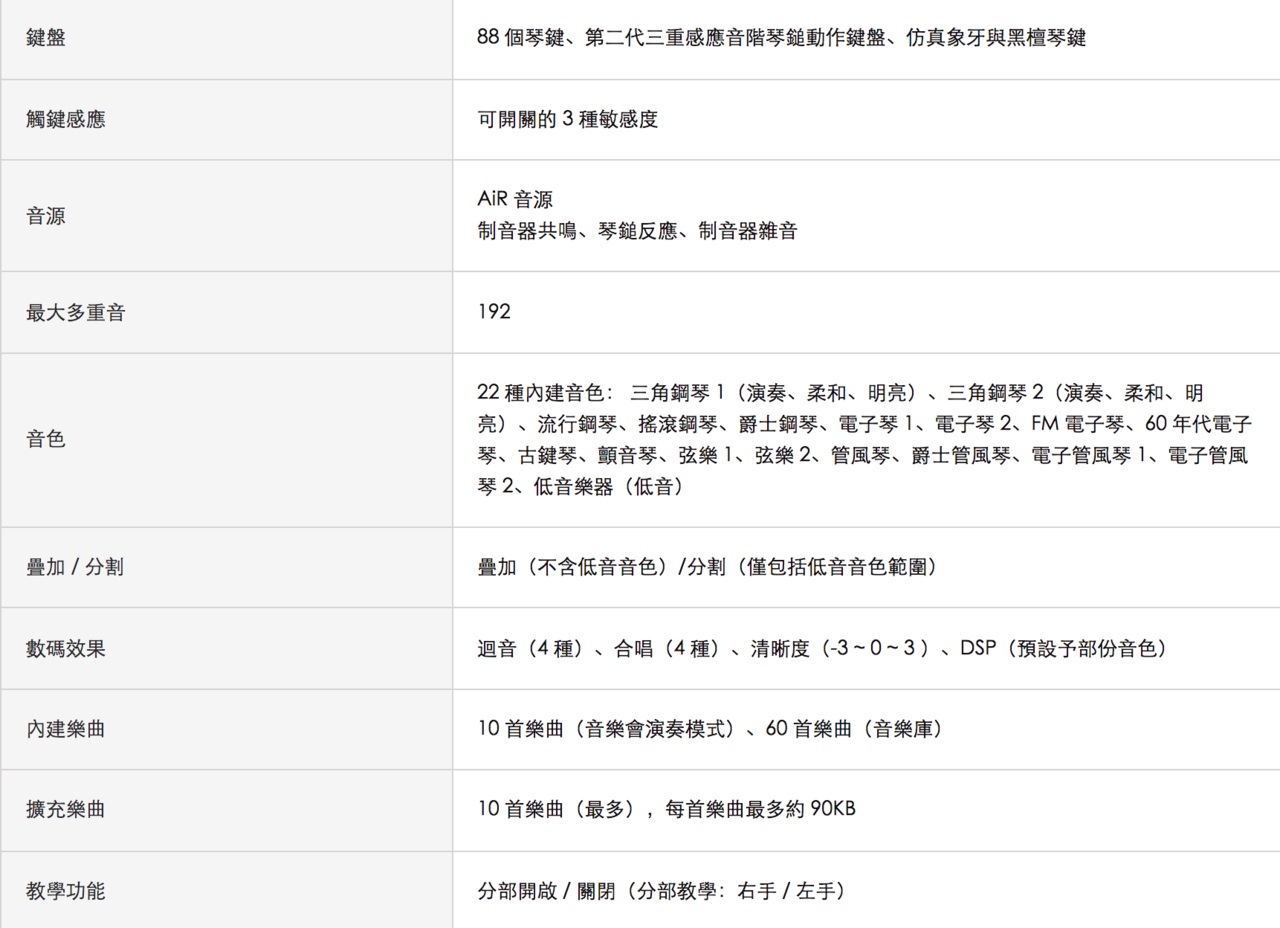 鍵盤
88 個琴鍵、第二代三重感應音階琴鎚動作鍵盤、仿真象牙與黑檀琴鍵
觸鍵感應
可開關的 3 種敏感度
音源
AiR 音源
制音器共鳴、琴鎚反應、制音器雜音
最大多重音
192
音色
22 種內建音色： 三角鋼琴 1（演奏、柔和、明亮）、三角鋼琴 2（演奏、柔和、明
亮）、流行鋼琴、搖滾鋼琴、爵士鋼琴、電子琴 1、電子琴 2、FM 電子琴、60 年代電子
琴、古鍵琴、顫音琴、弦樂 1、弦樂 2、管風琴、爵士管風琴、電子管風琴 1、電子管風
琴 2、低音樂器（低音）
疊加 / 分割
疊加（不含低音音色）/分割（僅包括低音音色範圍）
數碼效果
迴音（4 種）、合唱（4 種）、清晰度（-3 ~ 0 ~ 3 ）、DSP（預設予部份音色）
內建樂曲
10 首樂曲（音樂會演奏模式）、60 首樂曲（音樂庫）
擴充樂曲
10 首樂曲（最多），每首樂曲最多約 90KB
教學功能
分部開啟 / 關閉（分部教學：右手 / 左手）